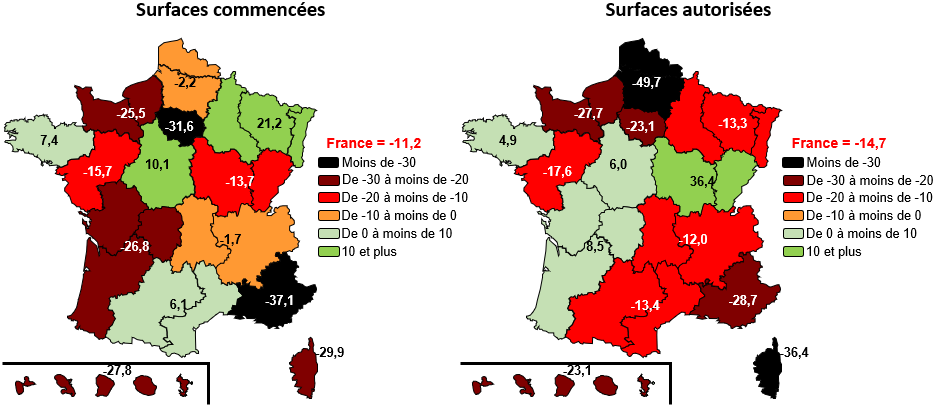 Surfaces commencées
-2,2
-25,5
-31,6
21,2
7,4
10,1
-15,7
-13,7
-26,8
-1,7
6,1
-37,1
-29,9
-27,8
France = -11,2
Moins de -30
De -30 à moins de -20
De -20 à moins de -10
De -10 à moins de 0
De 0 à moins de 10
10 et plus
Surfaces autorisées
-49,7
-27,7
-23,1
-13,3
4,9
6,0
-17,6
36,4
8,5
-12,0
-13,4
-28,7
-36,4
-23,1
France = -14,7
Moins de -30
De -30 à moins de -20
De -20 à moins de -10
De -10 à moins de 0
De 0 à moins de 10
10 et plus